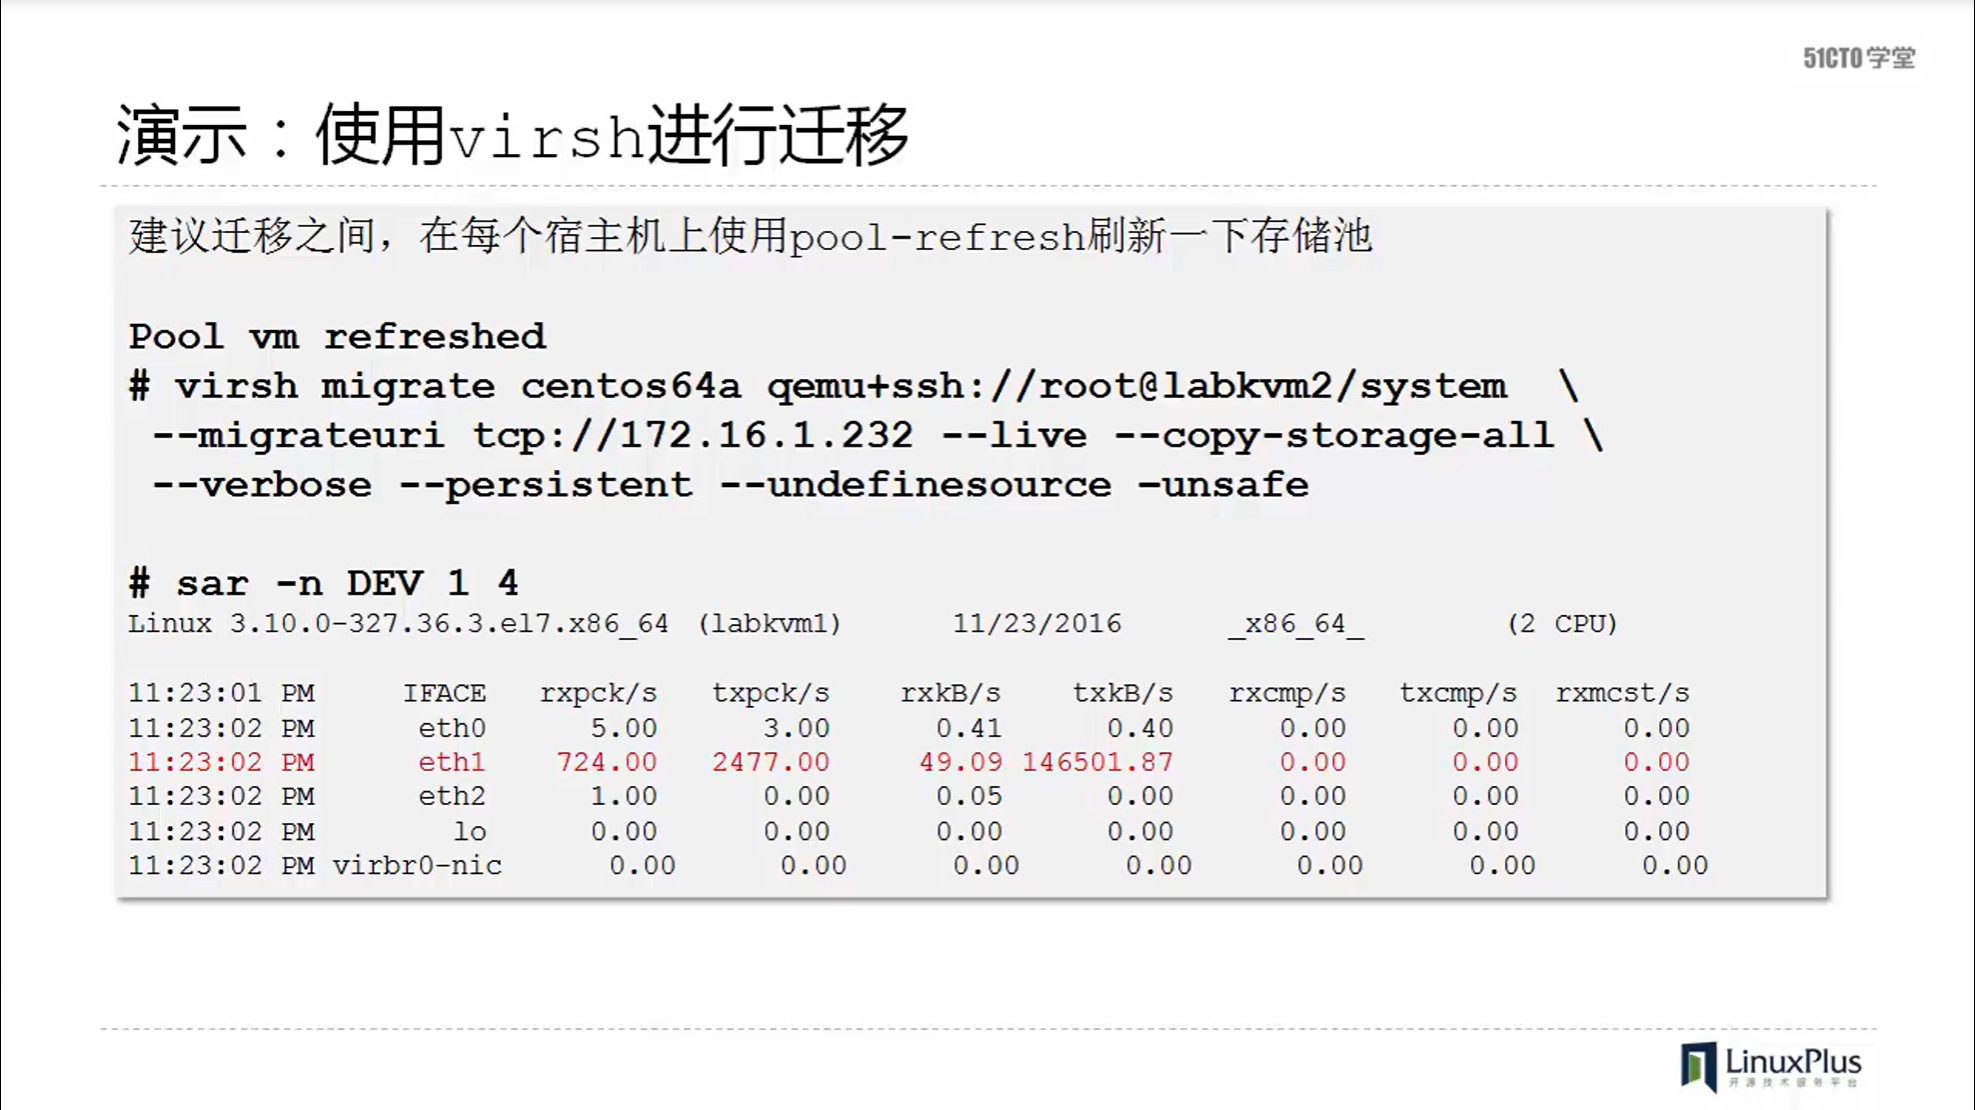 51CTO学堂
演示：使用virsh进行迁移
建议迁移之间，在每个宿主机上使用pool-refresh刷新一下存储池
Pool vm refreshed
# virsh migrate centos64a qemu+ssh://root@labkvm2/system \
--migrateuri tcp://172.16.1.232 --live --copy-storage-all \
--verbose --persistent --undefinesource –unsafe
# sar -n DEV 1 4
Linux 3.10.0-327.36.3.el7.x86_64 (labkvm1) 11/23/2016 _x86_64_ (2 CPU)
11:23:01 PM IFACE rxpck/s txpck/s rxkB/s txkB/s rxcmp/s txcmp/s rxmcst/s
11:23:02 PM eth0 5.00 3.00 0.41 0.40 0.00 0.00 0.00
11:23:02 PM eth1 724.00 2477.00 49.09 146501.87 0.00 0.00 0.00
11:23:02 PM eth2 1.00 0.00 0.05 0.00 0.00 0.00 0.00
11:23:02 PM lo 0.00 0.00 0.00 0.00 0.00 0.00 0.00
11:23:02 PM virbr0-nic 0.00 0.00 0.00 0.00 0.00 0.00 0.00
LinuxPlus
开源技术服务平台